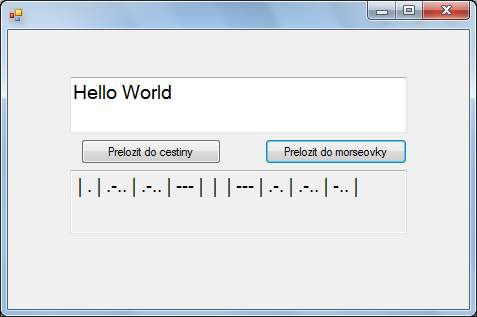 Hello World
Prelozit do cestiny Prelozit do morseovky
| . | .-.. | .-.. | --- | | | --- | .-. | .-.. | -.. |